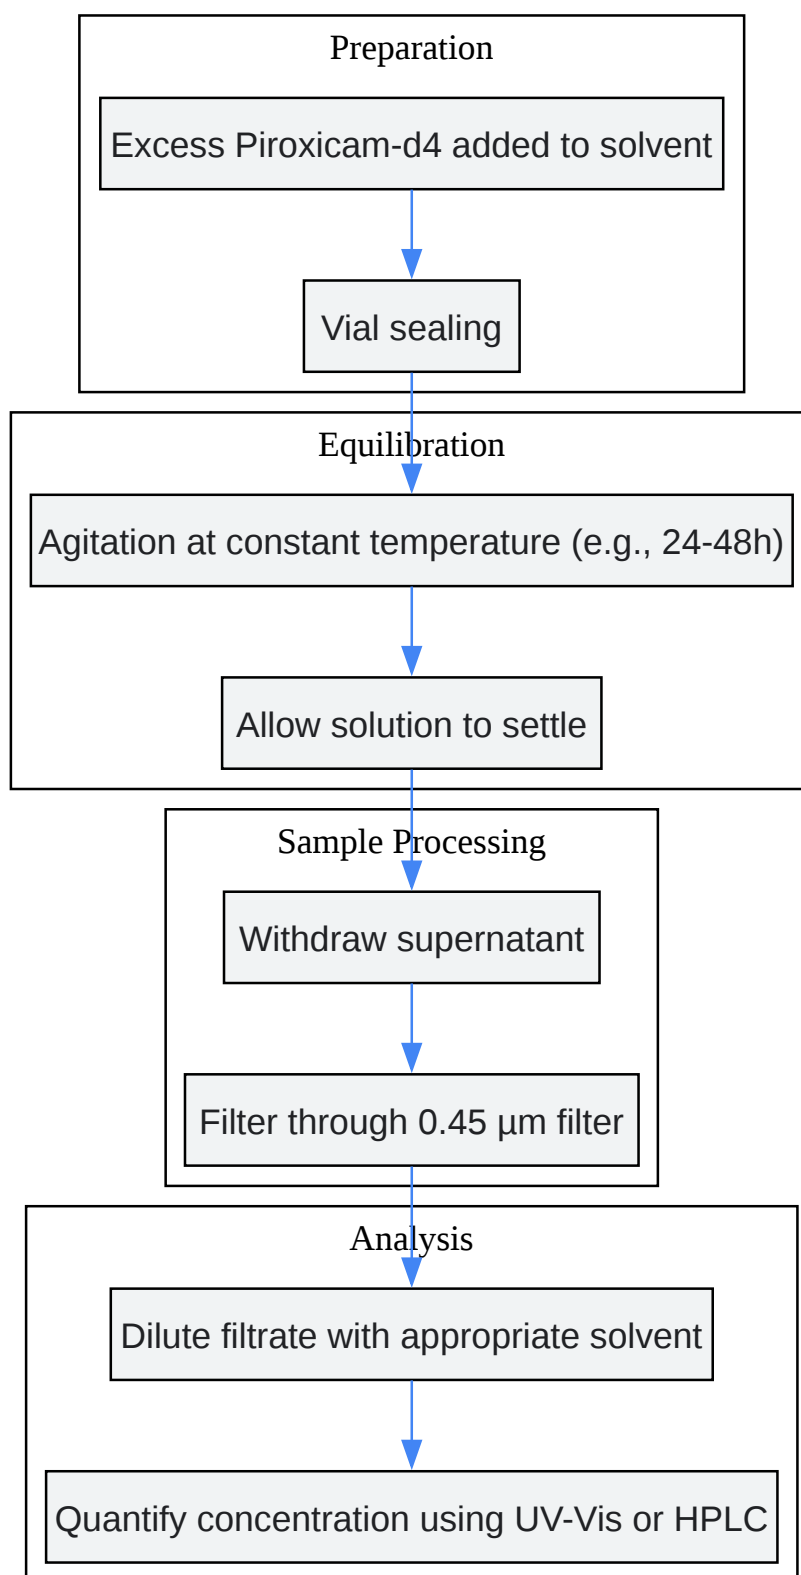 Preparation
Excess Piroxicam-d4 added to solvent
Vial sealing
Equilibration
Agitation at constant temperature (e.g., 24-48h)
Allow solution to settle
Sample Processing
Withdraw supernatant
Filter through 0.45 µm filter
Analysis
Dilute filtrate with appropriate solvent
Quantify concentration using UV-Vis or HPLC